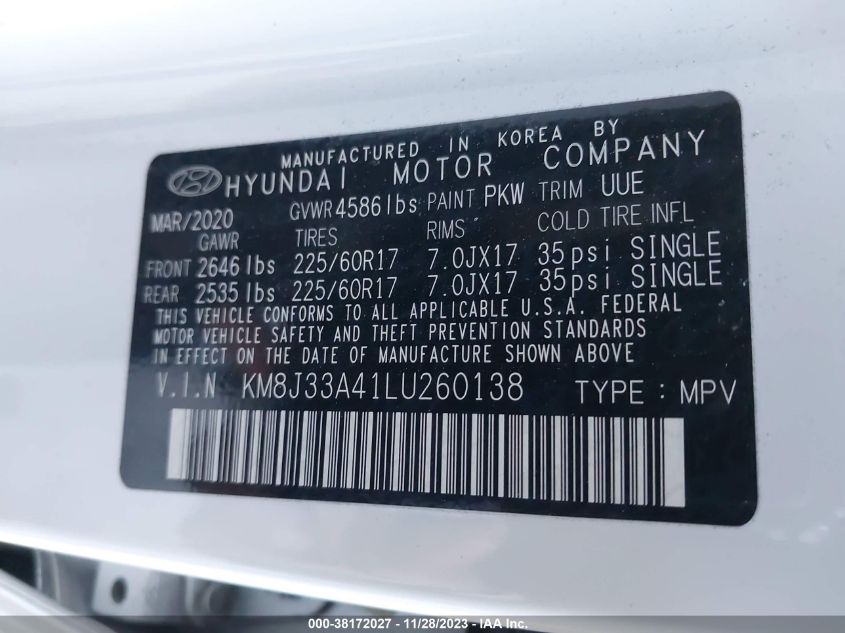 MANUFACTURED IN KOREA BY
HYUNDAI MOTOR COMPANY
MAR/2020 GVWR 4586lbs PAINT PKW TRIM UUE
GAWR TIRES RIMS COLD TIRE INFL
FRONT 2646 lbs 225/60R17 7.0JX17 35psi SINGLE
REAR 2535 lbs 225/60R17 7.0JX17 35psi SINGLE
THIS VEHICLE CONFORMS TO ALL APPLICABLE U.S.A. FEDERAL
MOTOR VEHICLE SAFETY AND THEFT PREVENTION STANDARDS
IN EFFECT ON THE DATE OF MANUFACTURE SHOWN ABOVE
V.I.N KM8J33A41LU260138 TYPE : MPV
000-38172027 - 11/28/2023 - IAA Inc.